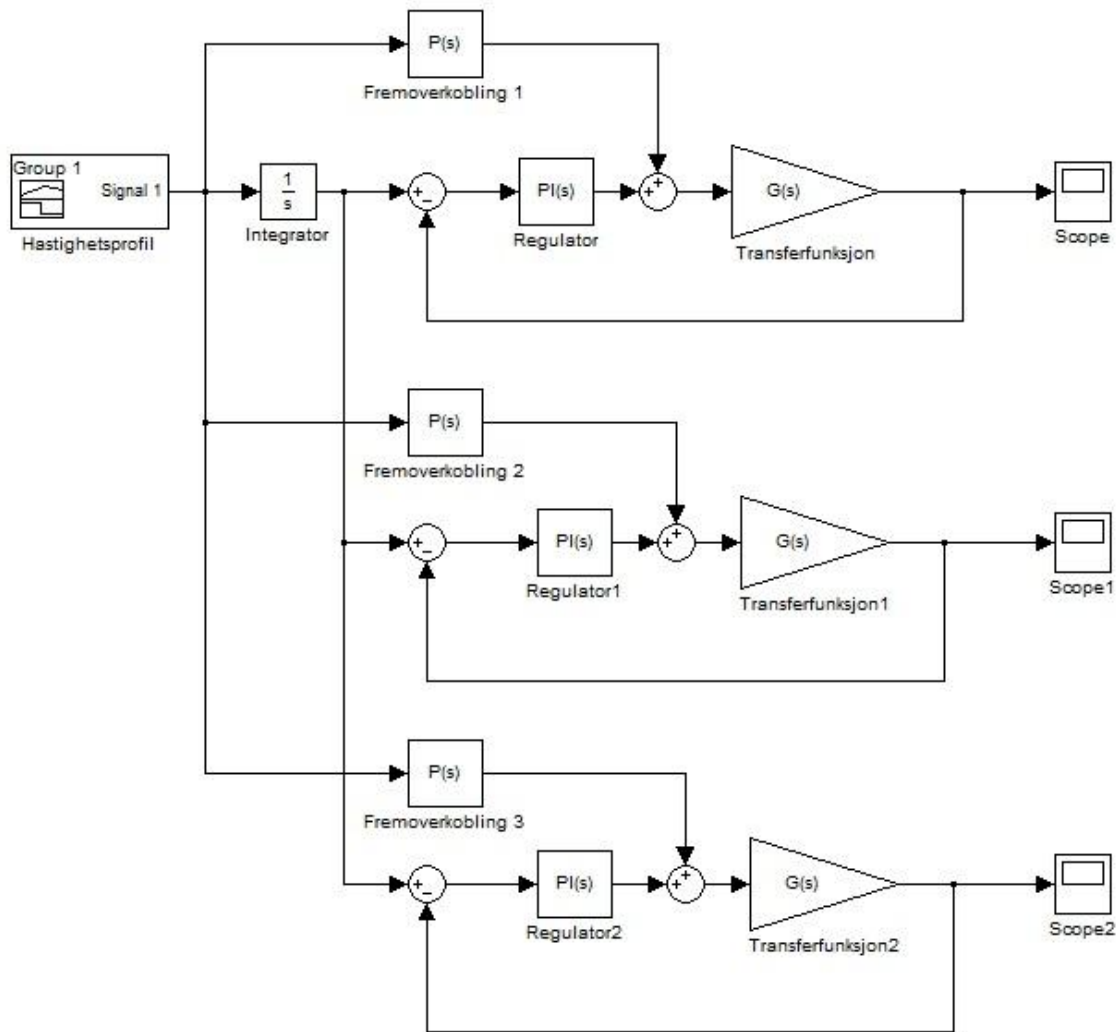 P(s)
Fremoverkobling 1
Group 1
Signal 1
Hastighetsprofil
1
s
Integrator
+
−
PI(s)
Regulator
+
+
G(s)
Transferfunksjon
Scope
P(s)
Fremoverkobling 2
+
−
PI(s)
Regulator1
+
+
G(s)
Transferfunksjon1
Scope1
P(s)
Fremoverkobling 3
+
−
PI(s)
Regulator2
+
+
G(s)
Transferfunksjon2
Scope2